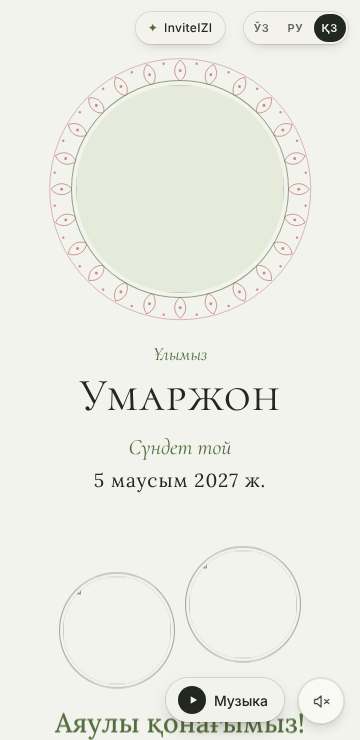 InviteIZI
ЎЗ РУ ҚЗ
Ұлымыз
Умаржон
Сүндет той
5 маусым 2027 ж.
Музыка
Аяулы қонағымыз!